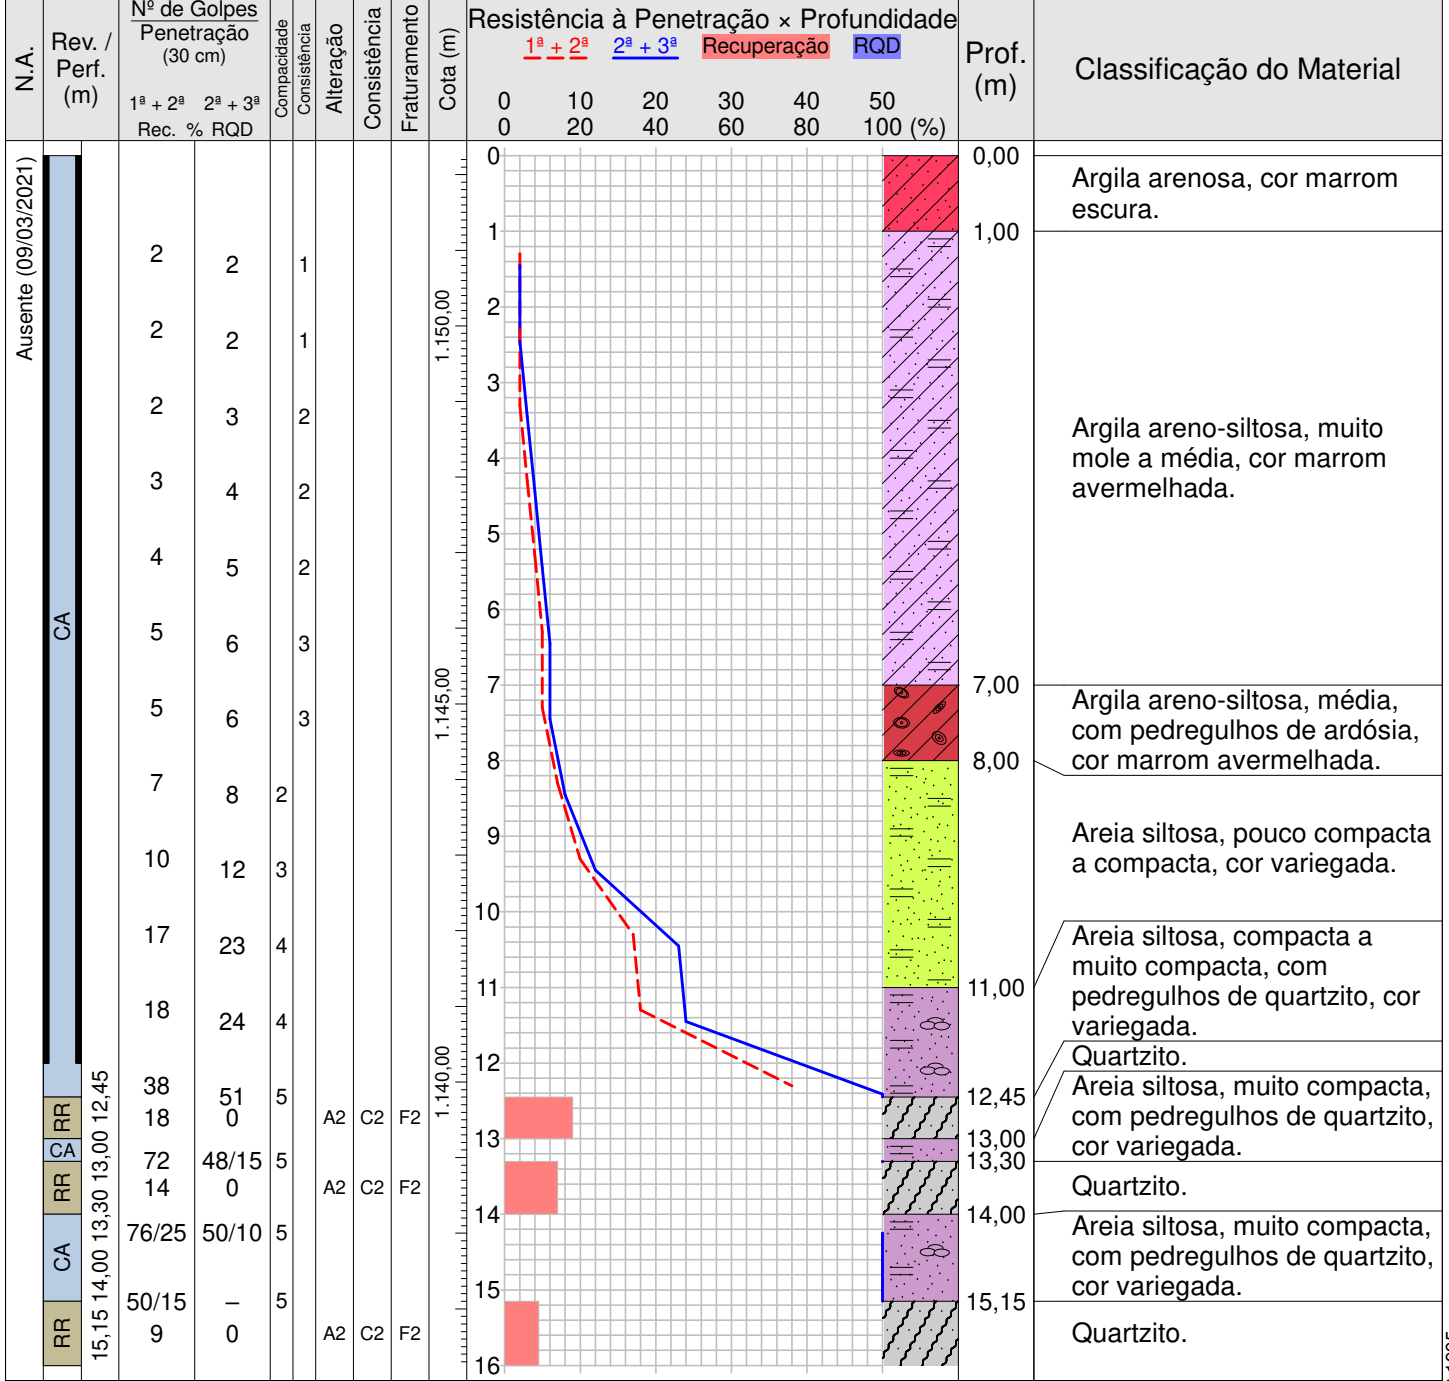 N.A.
Rev. /
Perf.
(m)
Nº de Golpes
Penetração
(30 cm)
1ª + 2ª 2ª + 3ª
Rec. % RQD
Compacidade
Consistência
Alteração
Consistência
Fraturamento
Cota (m)
Resistência à Penetração × Profundidade
1ª + 2ª 2ª + 3ª Recuperação RQD
0 10 20 30 40 50
0 20 40 60 80 100 (%)
Prof.
(m)
Classificação do Material
Ausente (09/03/2021)
0 0,00
Argila arenosa, cor marrom
escura.
1 1,00
2 2 1
2
1.150,00
2 2 1
3
2 3 2
4
Argila areno-siltosa, muito
mole a média, cor marrom
avermelhada.
3 4 2
5
4 5 2
CA
6
5 6 3
7 7,00
1.145,00
5 6 3
Argila areno-siltosa, média,
com pedregulhos de ardósia,
cor marrom avermelhada.
8 8,00
7 8 2
9
Areia siltosa, pouco compacta
a compacta, cor variegada.
10 12 3
10
17 23 4
Areia siltosa, compacta a
muito compacta, com
pedregulhos de quartzito, cor
variegada.
11 11,00
18 24 4
12
1.140,00
Quartzito.
38 51 5
12,45 12,45
RR 18 0 A2 C2 F2
Areia siltosa, muito compacta,
com pedregulhos de quartzito,
cor variegada.
13,00 13 13,00
CA 72 48/15 5
13,30 13,30
RR 14 0 A2 C2 F2
Quartzito.
14,00 14 14,00
CA 76/25 50/10 5
Areia siltosa, muito compacta,
com pedregulhos de quartzito,
cor variegada.
15
50/15 – 5
15,15 15,15
RR 9 0 A2 C2 F2
Quartzito.
16